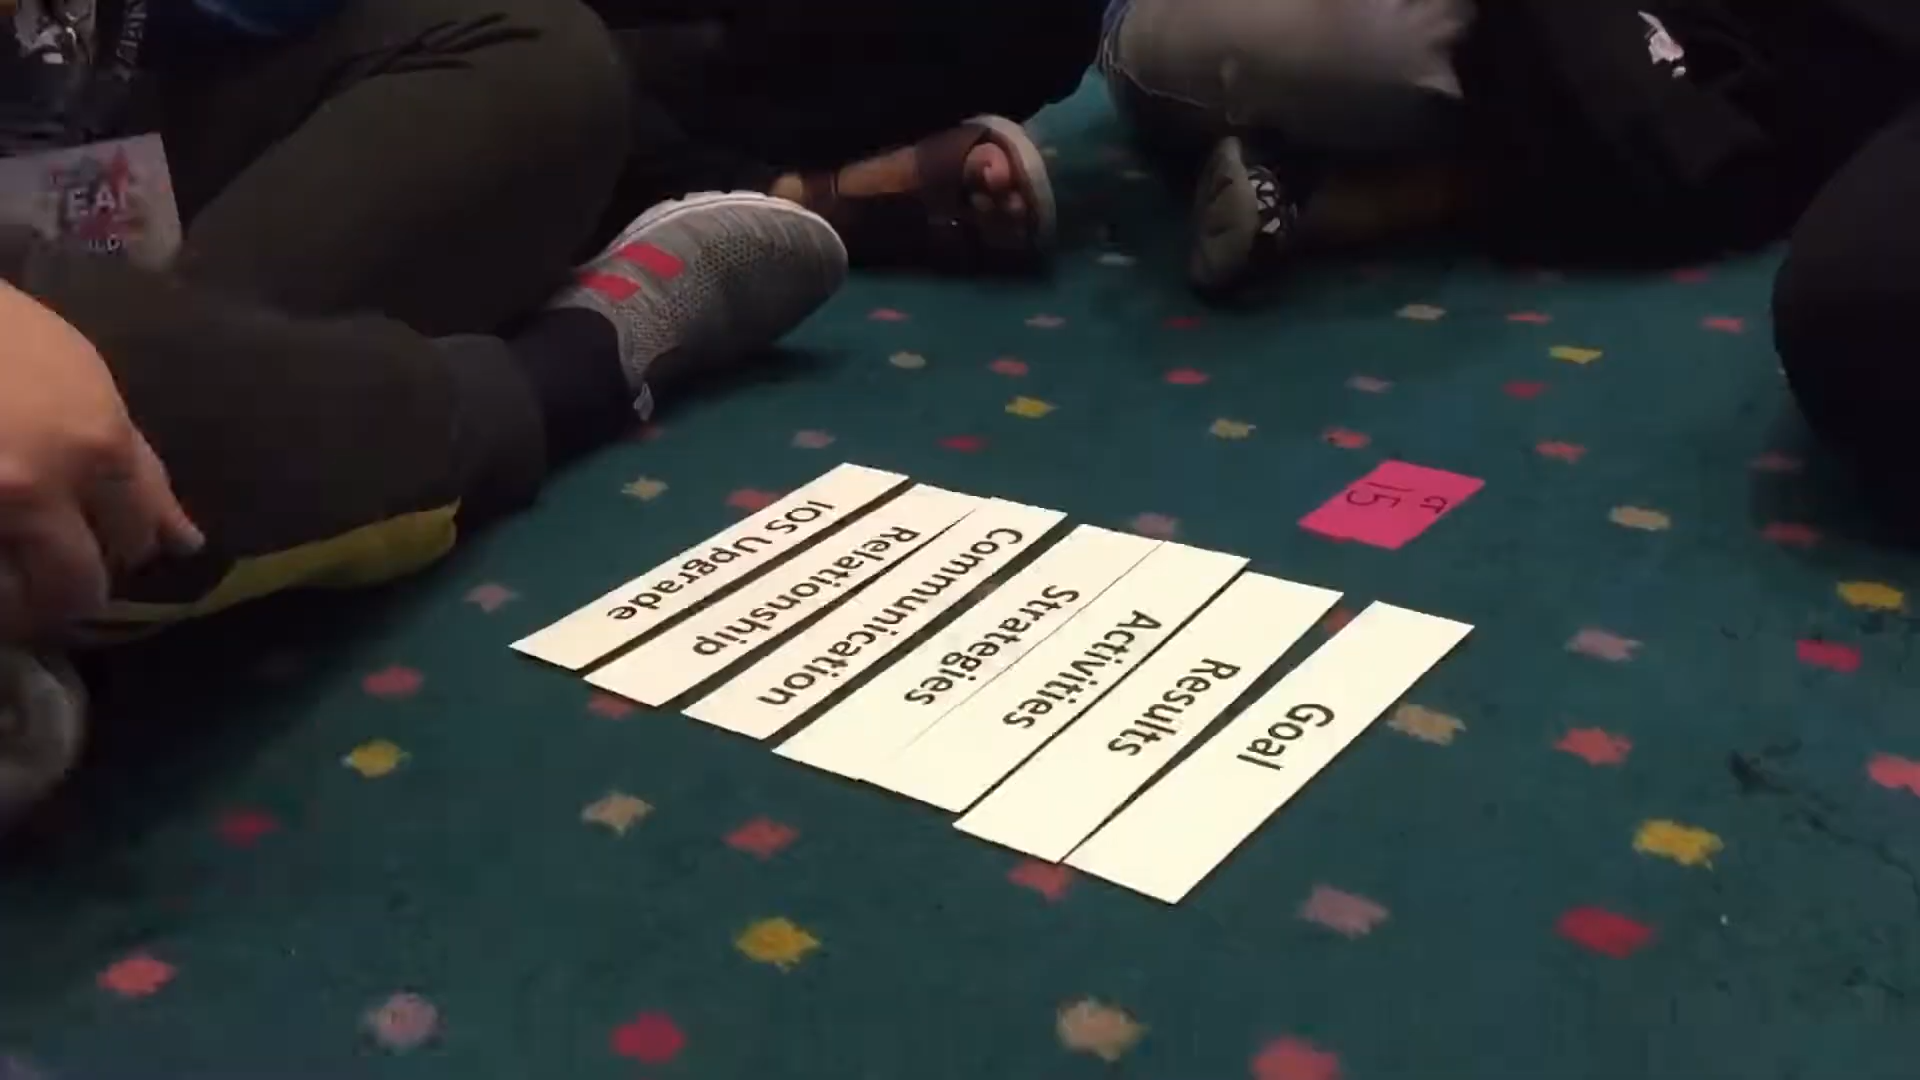 IOS Upgrade
Relationship
Communication
Strategies
Activities
Results
Goal
15